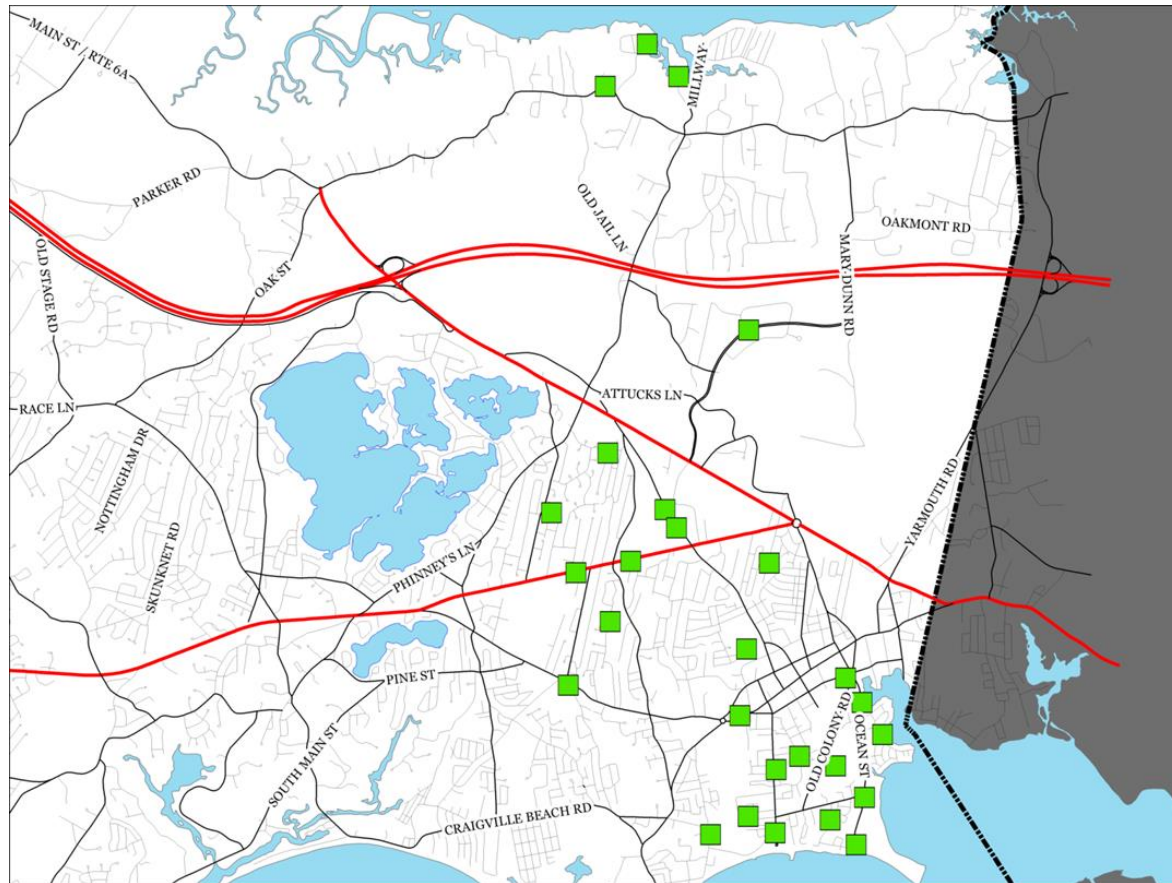 MAIN ST / RTE 6A
MILLWAY
PARKER RD
OLD JAIL LN
OAKMONT RD
OLD STAGE RD
OAK ST
MARY DUNN RD
RACE LN
ATTUCKS LN
NOTTINGHAM DR
YARMOUTH RD
SKUNKNET RD
PHINNEY'S LN
PINE ST
OLD COLONY RD
OCEAN ST
SOUTH MAIN ST
CRAIGVILLE BEACH RD